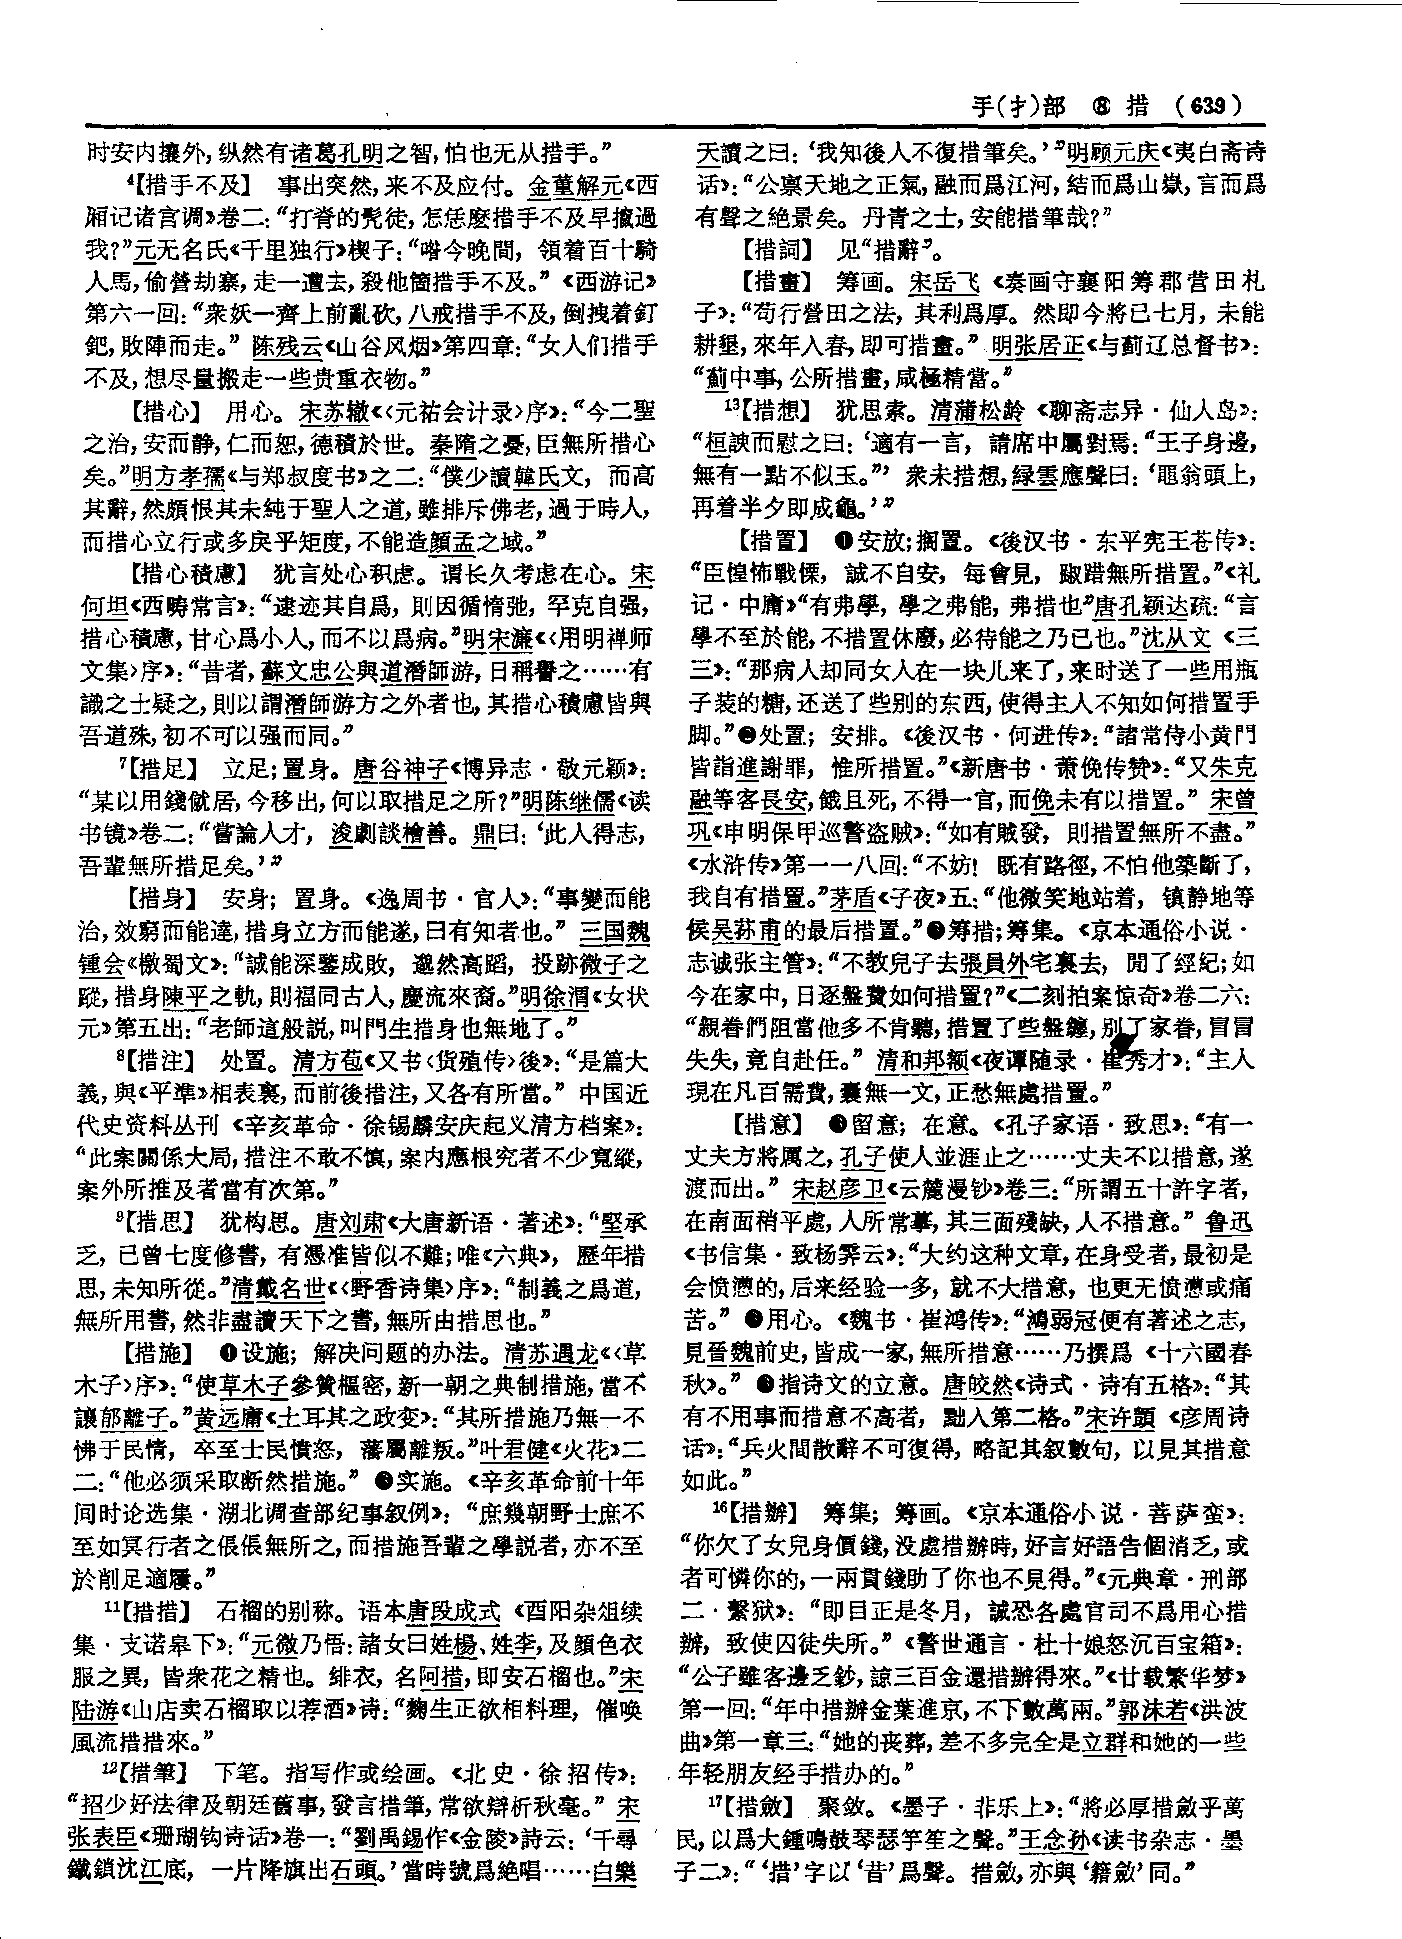 手(扌)部 ⑧ 措 (639)
时安内攘外,纵然有诸葛孔明之智,怕也无从措手。”
4【措手不及】 事出突然,来不及应付。金董解元《西
厢记诸宫调》卷二:“打脊的髡徒,怎恁麽措手不及早攛過
我?”元无名氏《千里独行》楔子:“喒今晚間,領着百十騎
人馬,偷營劫寨,走一遭去,殺他箇措手不及。”《西游记》
第六一回:“衆妖一齊上前亂砍,八戒措手不及,倒拽着釘
鈀,敗陣而走。”陈残云《山谷风烟》第四章:“女人们措手
不及,想尽量搬走一些贵重衣物。”
【措心】 用心。宋苏辙《〈元祐会计录〉序》:“今二聖
之治,安而静,仁而恕,德積於世。秦隋之憂,臣無所措心
矣。”明方孝孺《与郑叔度书》之二:“僕少讀韓氏文,而高
其辭,然頗恨其未純于聖人之道,雖排斥佛老,過于時人,
而措心立行或多戾乎矩度,不能造顔孟之域。”
【措心積慮】 犹言处心积虑。谓长久考虑在心。宋
何坦《西畴常言》:“逮迹其自爲,則因循惰弛,罕克自强,
措心積慮,甘心爲小人,而不以爲病。”明宋濂《〈用明禅师
文集〉序》:“昔者,蘇文忠公與道潛師游,日稱譽之……有
識之士疑之,則以謂潛師游方之外者也,其措心積慮皆與
吾道殊,初不可以强而同。”
7【措足】 立足;置身。唐谷神子《博异志·敬元颖》:
“某以用錢僦居,今移出,何以取措足之所?”明陈继儒《读
书镜》卷二:“嘗論人才,浚劇談檜善。鼎曰:‘此人得志,
吾輩無所措足矣。’”
【措身】 安身;置身。《逸周书·官人》:“事變而能
治,效窮而能達,措身立方而能遂,曰有知者也。”三国魏
锺会《檄蜀文》:“誠能深鑒成敗,邈然高蹈,投跡微子之
蹤,措身陳平之軌,則福同古人,慶流來裔。”明徐渭《女状
元》第五出:“老師這般説,叫門生措身也無地了。”
8【措注】 处置。清方苞《又书〈货殖传〉後》:“是篇大
義,與《平準》相表裏,而前後措注,又各有所當。”中国近
代史资料丛刊《辛亥革命·徐锡麟安庆起义清方档案》:
“此案關係大局,措注不敢不慎,案内應根究者不少寬縱,
案外所推及者當有次第。”
9【措思】 犹构思。唐刘肃《大唐新语·著述》:“堅承
乏,已曾七度修書,有憑准皆似不難;唯《六典》,歷年措
思,未知所從。”清戴名世《〈野香诗集〉序》:“制義之爲道,
無所用書,然非盡讀天下之書,無所由措思也。”
【措施】 ❶设施;解决问题的办法。清苏遇龙《〈草
木子〉序》:“使草木子參贊樞密,新一朝之典制措施,當不
讓郁離子。”黄远庸《土耳其之政变》:“其所措施乃無一不
怫于民情,卒至士民憤怒,藩屬離叛。”叶君健《火花》二
二:“他必须采取断然措施。”❷实施。《辛亥革命前十年
间时论选集·湖北调查部纪事叙例》:“庶幾朝野士庶不
至如冥行者之倀倀無所之,而措施吾輩之學説者,亦不至
於削足適履。”
11【措措】 石榴的别称。语本唐段成式《酉阳杂俎续
集·支诺皋下》:“元微乃悟:諸女曰姓楊、姓李,及顔色衣
服之異,皆衆花之精也。緋衣,名阿措,即安石榴也。”宋
陆游《山店卖石榴取以荐酒》诗:“麴生正欲相料理,催唤
風流措措來。”
12【措筆】 下笔。指写作或绘画。《北史·徐招传》:
“招少好法律及朝廷舊事,發言措筆,常欲辯析秋毫。”宋
张表臣《珊瑚钩诗话》卷一:“劉禹錫作《金陵》詩云:‘千尋
鐵鎖沈江底,一片降旗出石頭。’當時號爲絶唱……白樂
天讀之曰:‘我知後人不復措筆矣。’”明顾元庆《夷白斋诗
话》:“公禀天地之正氣,融而爲江河,結而爲山嶽,言而爲
有聲之絶景矣。丹青之士,安能措筆哉?”
【措詞】 见“措辭”。
【措畫】 筹画。宋岳飞《奏画守襄阳等郡营田札
子》:“苟行營田之法,其利爲厚。然即今將已七月,未能
耕墾,來年入春,即可措畫。”明张居正《与蓟辽总督书》:
“薊中事,公所措畫,咸極精當。”
13【措想】 犹思索。清蒲松龄《聊斋志异·仙人岛》:
“桓諛而慰之曰:‘適有一言,請席中屬對焉:“王子身邊,
無有一點不似玉。”’衆未措想,緑雲應聲曰:‘黽翁頭上,
再着半夕即成龜。’”
【措置】 ❶安放;搁置。《後汉书·东平宪王苍传》:
“臣惶怖戰慄,誠不自安,每會見,踧踖無所措置。”《礼
记·中庸》“有弗學,學之弗能,弗措也”唐孔颖达疏:“言
學不至於能,不措置休廢,必待能之乃已也。”沈从文《三
三》:“那病人却同女人在一块儿来了,来时送了一些用瓶
子装的糖,还送了些别的东西,使得主人不知如何措置手
脚。”❷处置;安排。《後汉书·何进传》:“諸常侍小黄門
皆詣進謝罪,惟所措置。”《新唐书·萧俛传赞》:“又朱克
融等客長安,餓且死,不得一官,而俛未有以措置。”宋曾
巩《申明保甲巡警盗贼》:“如有賊發,則措置無所不盡。”
《水浒传》第一一八回:“不妨!既有路徑,不怕他築斷了,
我自有措置。”茅盾《子夜》五:“他微笑地站着,镇静地等
候吴荪甫的最后措置。”❸筹措;筹集。《京本通俗小说·
志诚张主管》:“不教兒子去張員外宅裏去,閒了經紀;如
今在家中,日逐盤費如何措置?”《二刻拍案惊奇》卷二六:
“親眷們阻當他多不肯聽,措置了些盤纏,别了家眷,冒冒
失失,竟自赴任。”清和邦额《夜谭随录·崔秀才》:“主人
現在凡百需費,囊無一文,正愁無處措置。”
【措意】 ❶留意;在意。《孔子家语·致思》:“有一
丈夫方將厲之,孔子使人並涯止之……丈夫不以措意,遂
渡而出。”宋赵彦卫《云麓漫钞》卷三:“所謂五十許字者,
在南面稍平處,人所常摹,其三面殘缺,人不措意。”鲁迅
《书信集·致杨霁云》:“大约这种文章,在身受者,最初是
会愤懑的,后来经验一多,就不大措意,也更无愤懑或痛
苦。”❷用心。《魏书·崔鸿传》:“鴻弱冠便有著述之志,
見晉魏前史,皆成一家,無所措意……乃撰爲《十六國春
秋》。”❸指诗文的立意。唐皎然《诗式·诗有五格》:“其
有不用事而措意不高者,黜入第二格。”宋许顗《彦周诗
话》:“兵火間散辭不可復得,略記其叙數句,以見其措意
如此。”
16【措辦】 筹集;筹画。《京本通俗小说·菩萨蛮》:
“你欠了女兒身價錢,没處措辦時,好言好語告個消乏,或
者可憐你的,一兩貫錢助了你也不見得。”《元典章·刑部
二·繫狱》:“即目正是冬月,誠恐各處官司不爲用心措
辦,致使囚徒失所。”《警世通言·杜十娘怒沉百宝箱》:
“公子雖客邊乏鈔,諒三百金還措辦得來。”《廿载繁华梦》
第一回:“年中措辦金葉進京,不下數萬兩。”郭沫若《洪波
曲》第一章三:“她的丧葬,差不多完全是立群和她的一些
年轻朋友经手措办的。”
17【措斂】 聚敛。《墨子·非乐上》:“將必厚措斂乎萬
民,以爲大鍾鳴鼓琴瑟竽笙之聲。”王念孙《读书杂志·墨
子二》:“‘措’字以‘昔’爲聲。措斂,亦與‘籍斂’同。”